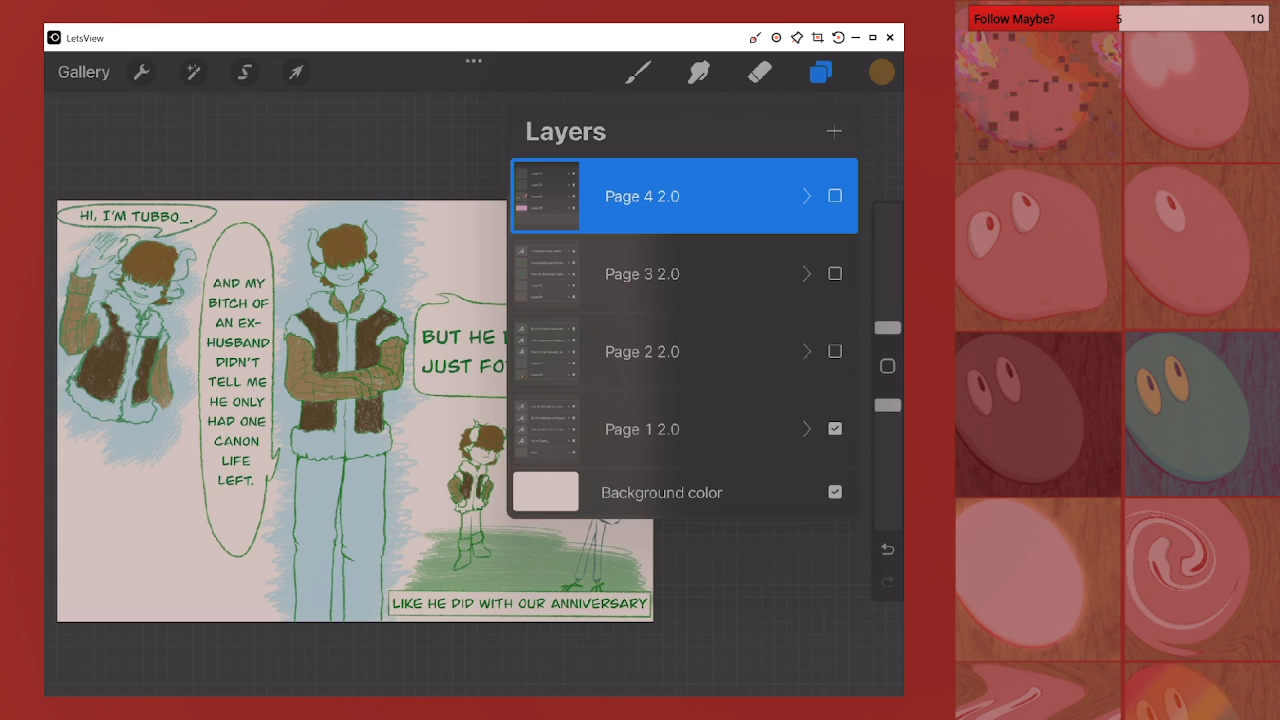 LetsView
Follow Maybe?
5
10
Gallery
Layers
Page 4 2.0
Page 3 2.0
Page 2 2.0
Page 1 2.0
Background color
HI, I'M TUBBO_.
AND MY
BITCH OF
AN EX-
HUSBAND
DIDN'T
TELL ME
HE ONLY
HAD ONE
CANON
LIFE
LEFT.
BUT HE
JUST
LIKE HE DID WITH OUR ANNIVERSARY